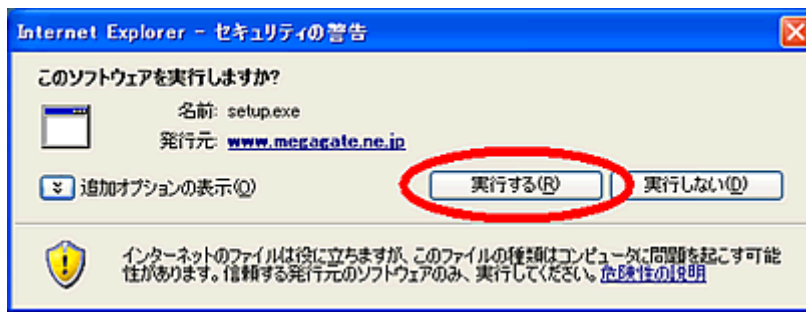 Internet Explorer - セキュリティの警告
このソフトウェアを実行しますか?
名前: setup.exe
発行元: www.megagate.ne.jp
追加オプションの表示(O)
実行する(R)
実行しない(D)
インターネットのファイルは役に立ちますが、このファイルの種類はコンピュータに問題を起こす可能
性があります。信頼する発行元のソフトウェアのみ、実行してください。危険性の説明